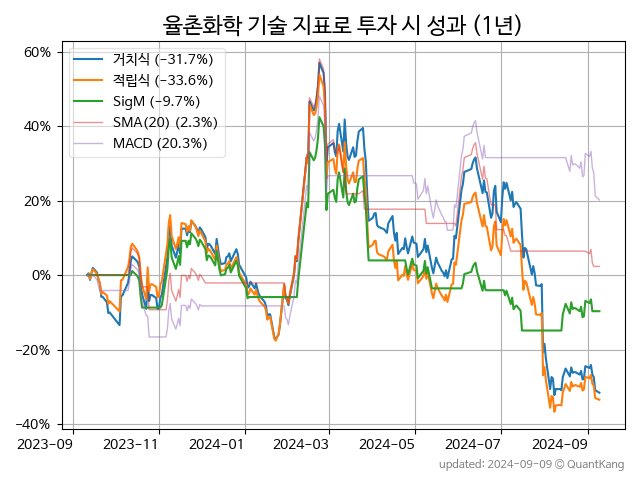 율촌화학 기술 지표로 투자 시 성과 (1년)
60%
40%
20%
0%
−20%
−40%
거치식 (−31.7%)
적립식 (−33.6%)
SigM (−9.7%)
SMA(20) (2.3%)
MACD (20.3%)
2023-09 2023-11 2024-01 2024-03 2024-05 2024-07 2024-09
updated: 2024-09-09 © QuantKang